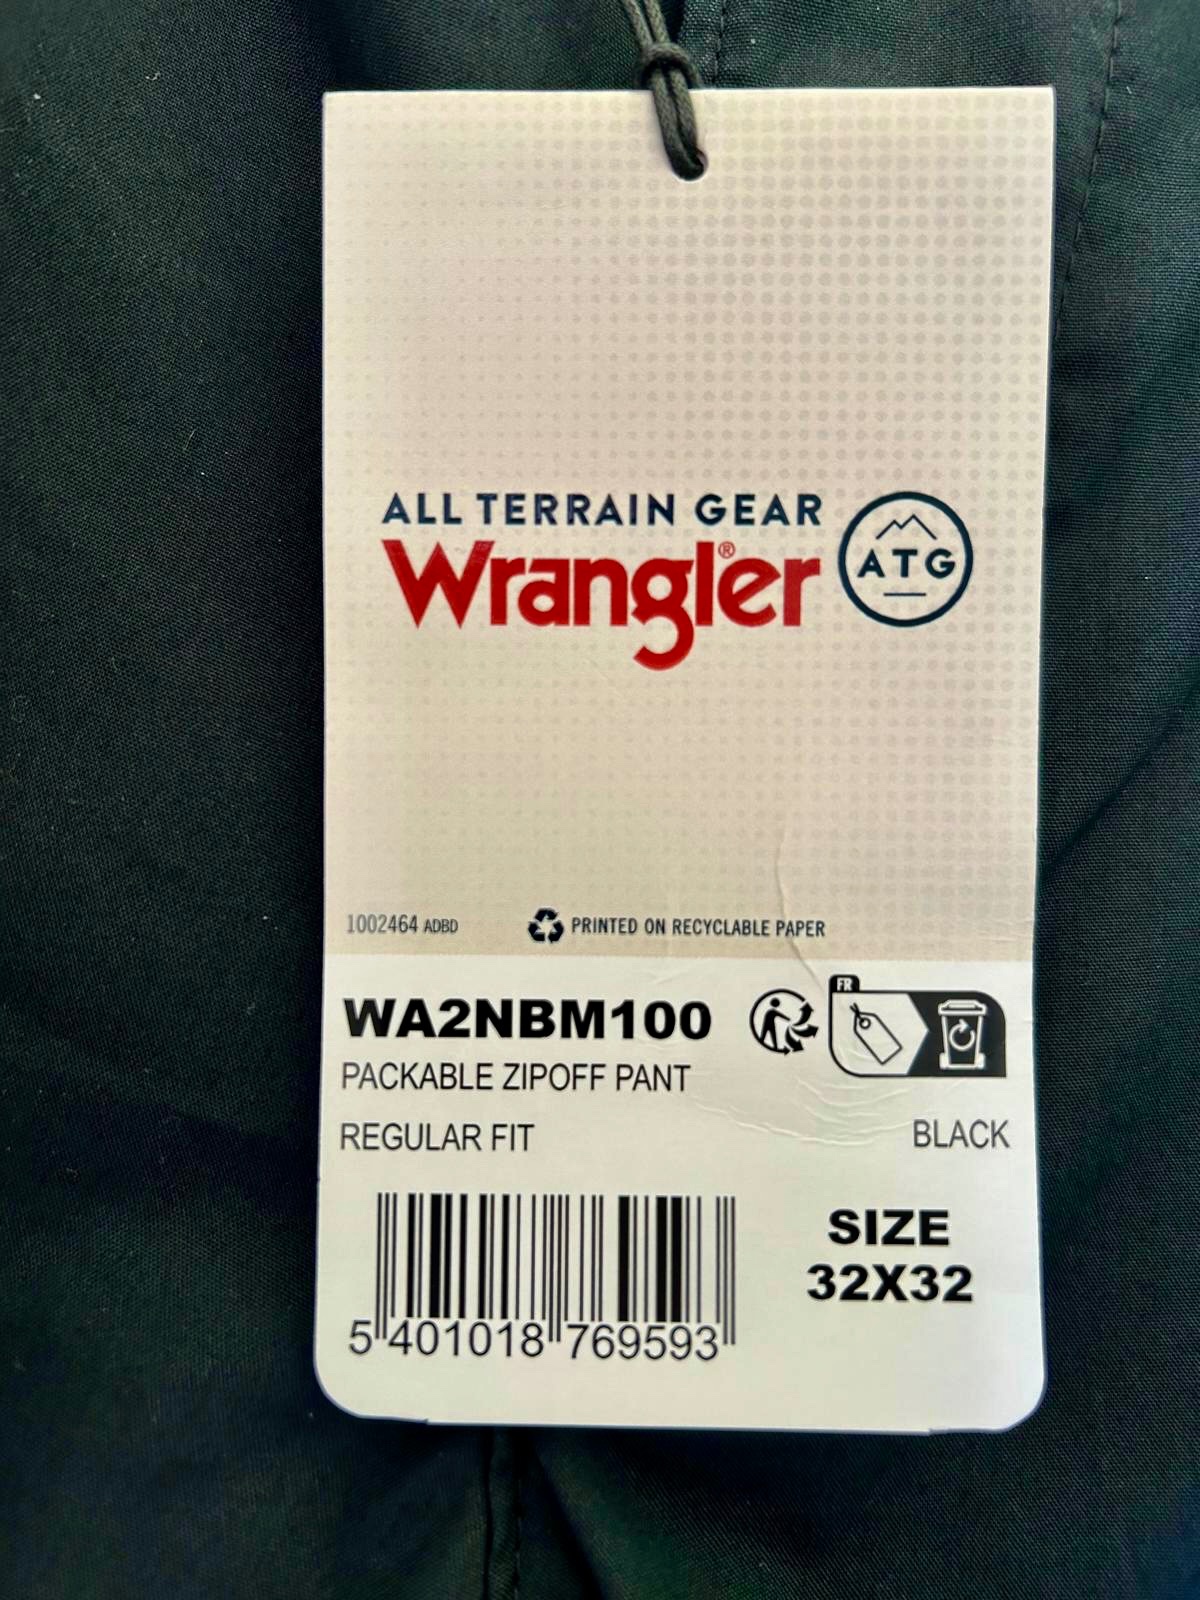 ALL TERRAIN GEAR
Wrangler®
ATG
1002464 ADBD
PRINTED ON RECYCLABLE PAPER
WA2NBM100
FR
PACKABLE ZIPOFF PANT
REGULAR FIT
BLACK
SIZE
32X32
5 401018 769593